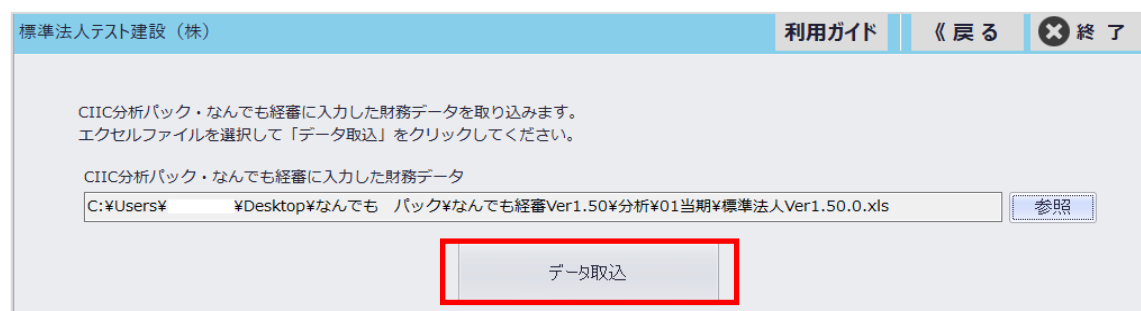 標準法人テスト建設（株） 利用ガイド 《戻る 終了
CIIC分析パック・なんでも経審に入力した財務データを取り込みます。
エクセルファイルを選択して「データ取込」をクリックしてください。
CIIC分析パック・なんでも経審に入力した財務データ
C:¥Users¥ ¥Desktop¥なんでも パック¥なんでも経審Ver1.50¥分析¥01当期¥標準法人Ver1.50.0.xls 参照
データ取込